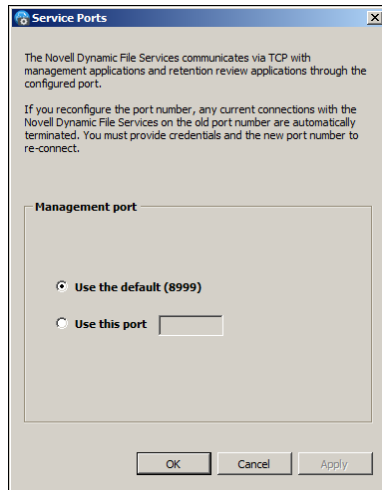 Service Ports
The Novell Dynamic File Services communicates via TCP with
management applications and retention review applications through the
configured port.
If you reconfigure the port number, any current connections with the
Novell Dynamic File Services on the old port number are automatically
terminated. You must provide credentials and the new port number to
re-connect.
Management port
Use the default (8999)
Use this port
OK Cancel Apply